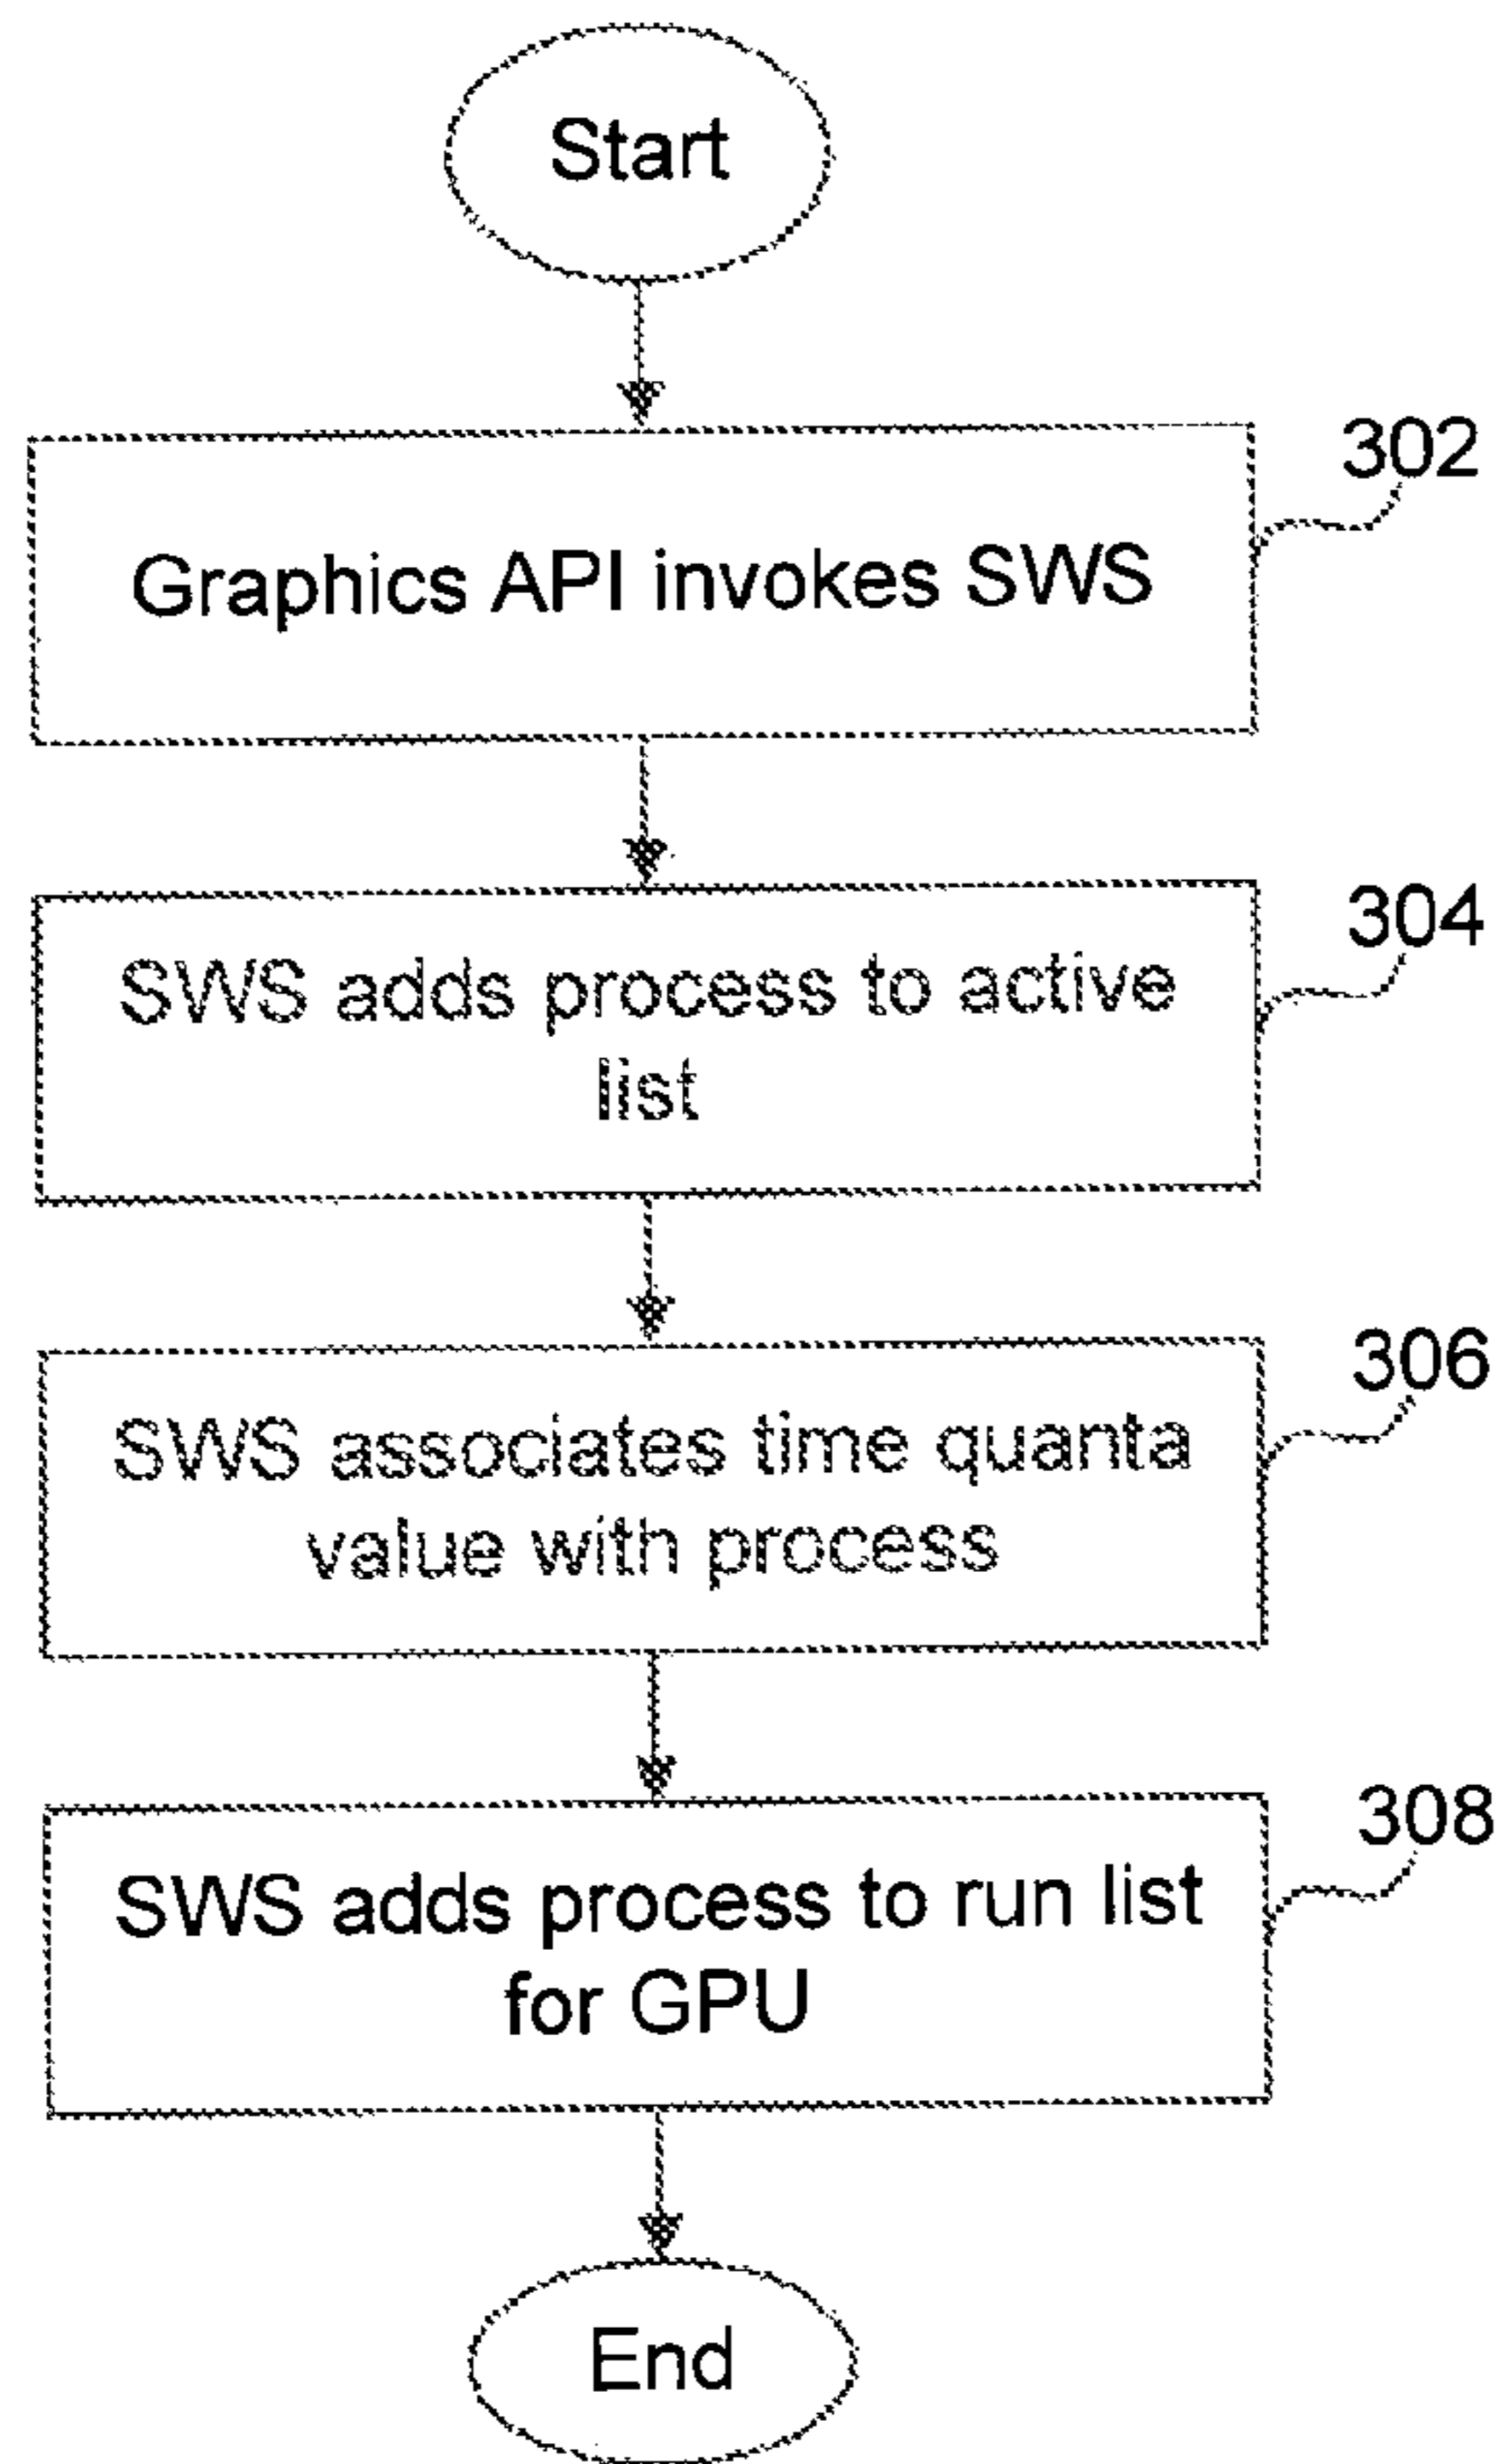 Start
302
Graphics API invokes SWS
304
SWS adds process to active
list
306
SWS associates time quanta
value with process
308
SWS adds process to run list
for GPU
End